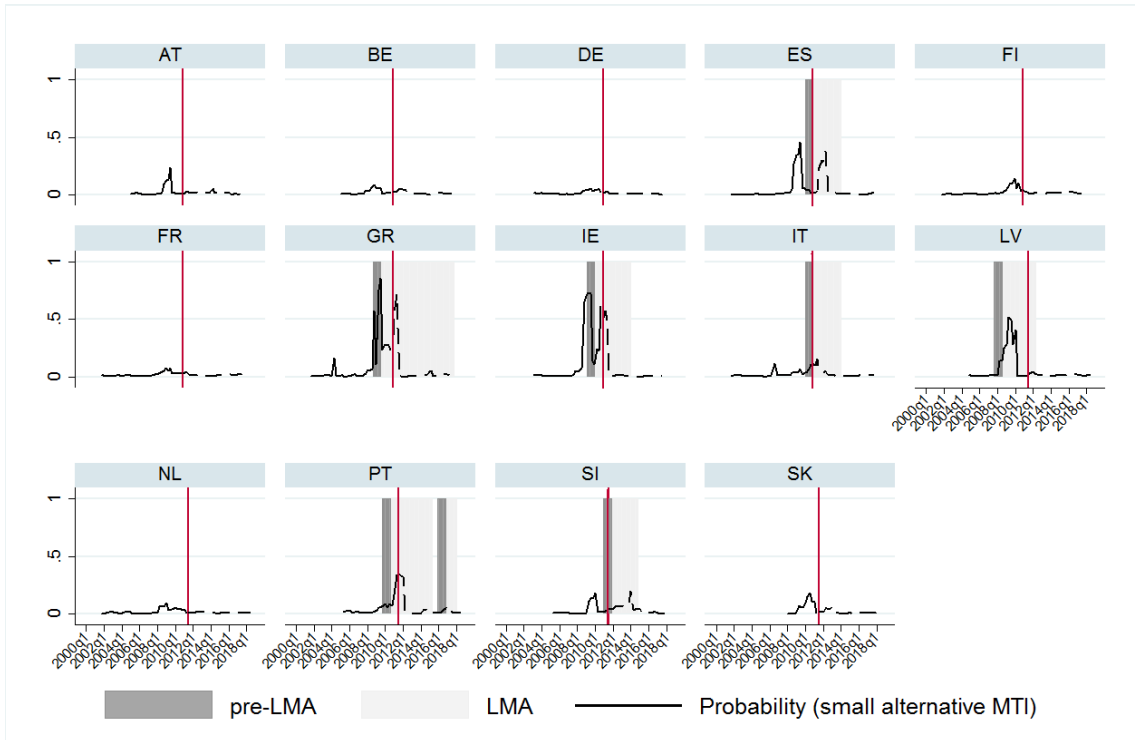 AT BE DE ES FI
1
.5
0
FR GR IE IT LV
1
.5
0
2000q1 2002q1 2004q1 2006q1 2008q1 2010q1 2012q1 2014q1 2016q1 2018q1
NL PT SI SK
1
.5
0
2000q1 2002q1 2004q1 2006q1 2008q1 2010q1 2012q1 2014q1 2016q1 2018q1 2000q1 2002q1 2004q1 2006q1 2008q1 2010q1 2012q1 2014q1 2016q1 2018q1 2000q1 2002q1 2004q1 2006q1 2008q1 2010q1 2012q1 2014q1 2016q1 2018q1 2000q1 2002q1 2004q1 2006q1 2008q1 2010q1 2012q1 2014q1 2016q1 2018q1
pre-LMA LMA Probability (small alternative MTI)